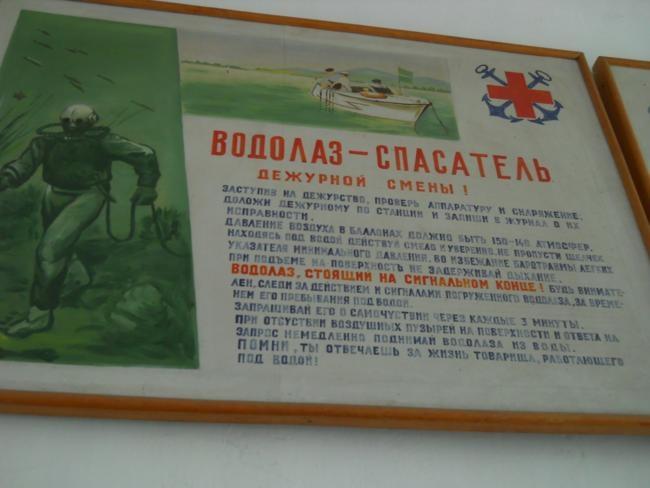 ВОДОЛАЗ – СПАСАТЕЛЬ
ДЕЖУРНОЙ СМЕНЫ!
ЗАСТУПИВ НА ДЕЖУРСТВО, ПРОВЕРЬ АППАРАТУРУ И СНАРЯЖЕНИЕ,
ДОЛОЖИ ДЕЖУРНОМУ ПО СТАНЦИИ И ЗАПИШИ В ЖУРНАЛ О ИХ
ИСПРАВНОСТИ.
ДАВЛЕНИЕ ВОЗДУХА В БАЛЛОНАХ ДОЛЖНО БЫТЬ 150-140 АТМОСФЕР.
НАХОДЯСЬ ПОД ВОДОЙ ДЕЙСТВУЙ СМЕЛО И УВЕРЕННО, НЕ ПРОПУСТИ ЩЕЛЧЕК
УКАЗАТЕЛЯ МИНИМАЛЬНОГО ДАВЛЕНИЯ, ВО ИЗБЕЖАНИЕ БАРОТРАВМЫ ЛЕГКИХ
ПРИ ПОДЪЕМЕ НА ПОВЕРХНОСТЬ НЕ ЗАДЕРЖИВАЙ ДЫХАНИЕ.
ВОДОЛАЗ, СТОЯЩИЙ НА СИГНАЛЬНОМ КОНЦЕ! БУДЬ ВНИМАТЕ-
ЛЕН, СЛЕДИ ЗА ДЕЙСТВИЕМ И СИГНАЛАМИ ПОГРУЖЕННОГО ВОДОЛАЗА, ЗА ВРЕМЕ-
НЕМ ЕГО ПРЕБЫВАНИЯ ПОД ВОДОЙ.
ЗАПРАШИВАЙ ЕГО О САМОЧУСТВИИ ЧЕРЕЗ КАЖДЫЕ 3 МИНУТЫ.
ПРИ ОТСУСТВИИ ВОЗДУШНЫХ ПУЗЫРЕЙ НА ПОВЕРХНОСТИ И ОТВЕТА НА
ЗАПРОС НЕМЕДЛЕННО ПОДНИМАЙ ВОДОЛАЗА ИЗ ВОДЫ.
ПОМНИ, ТЫ ОТВЕЧАЕШЬ ЗА ЖИЗНЬ ТОВАРИЩА, РАБОТАЮЩЕГО
ПОД ВОДОЙ!